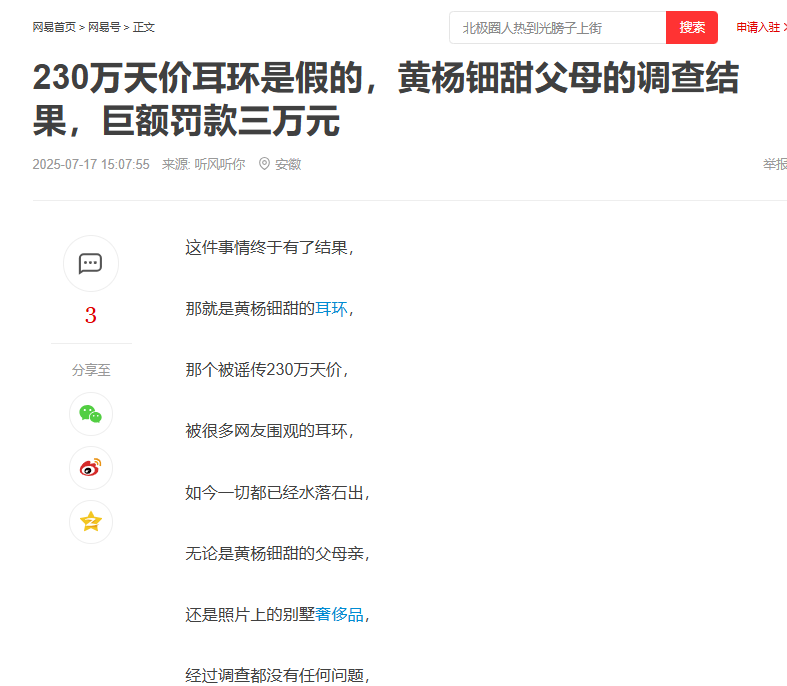 网易首页 > 网易号 > 正文
北极圈人热到光膀子上街 搜索 申请入驻 >
230万天价耳环是假的，黄杨钿甜父母的调查结
果，巨额罚款三万元
2025-07-17 15:07:55 来源: 听风听你 安徽
举报
这件事情终于有了结果，
3
那就是黄杨钿甜的耳环，
分享至
那个被谣传230万天价，
被很多网友围观的耳环，
如今一切都已经水落石出，
无论是黄杨钿甜的父母亲，
还是照片上的别墅奢侈品，
经过调查都没有任何问题，